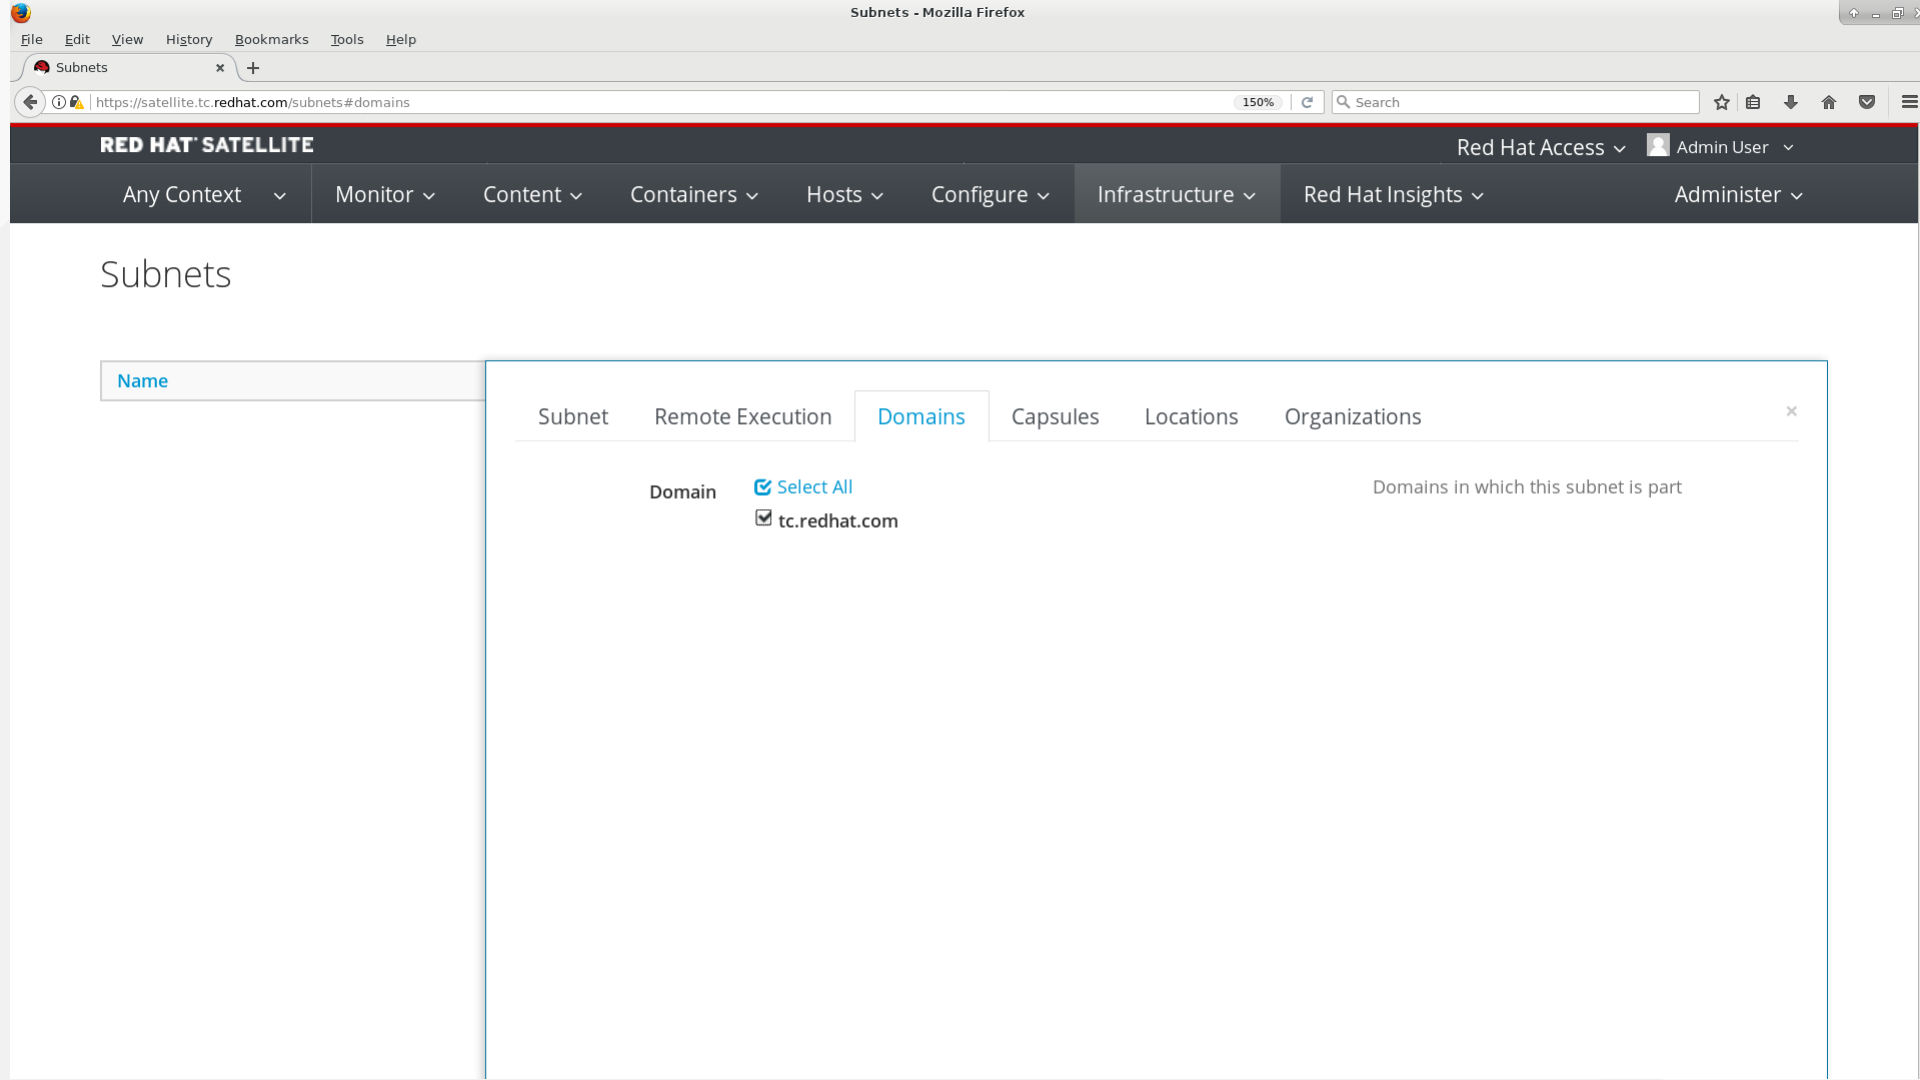 Subnets - Mozilla Firefox
File Edit View History Bookmarks Tools Help
Subnets
https://satellite.tc.redhat.com/subnets#domains 150% Search
RED HAT SATELLITE Red Hat Access Admin User
Any Context Monitor Content Containers Hosts Configure Infrastructure Red Hat Insights Administer
Subnets
Name
Subnet Remote Execution Domains Capsules Locations Organizations ×
Domain Select All Domains in which this subnet is part
tc.redhat.com